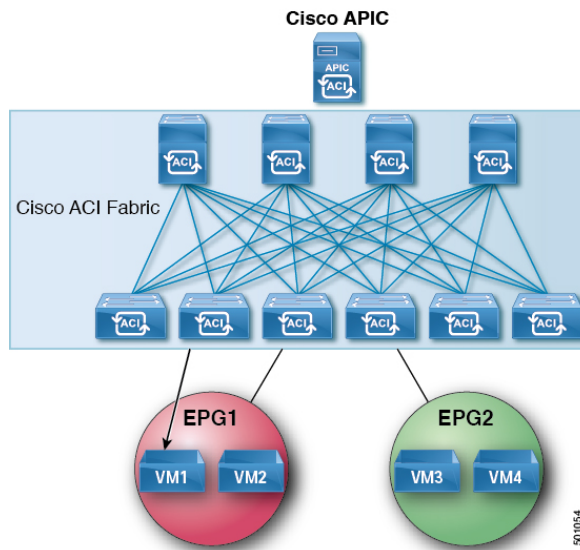 Cisco APIC
APIC
ACI
ACI ACI ACI ACI
Cisco ACI Fabric
ACI ACI ACI ACI ACI ACI
EPG1 EPG2
VM1 VM2 VM3 VM4
501054